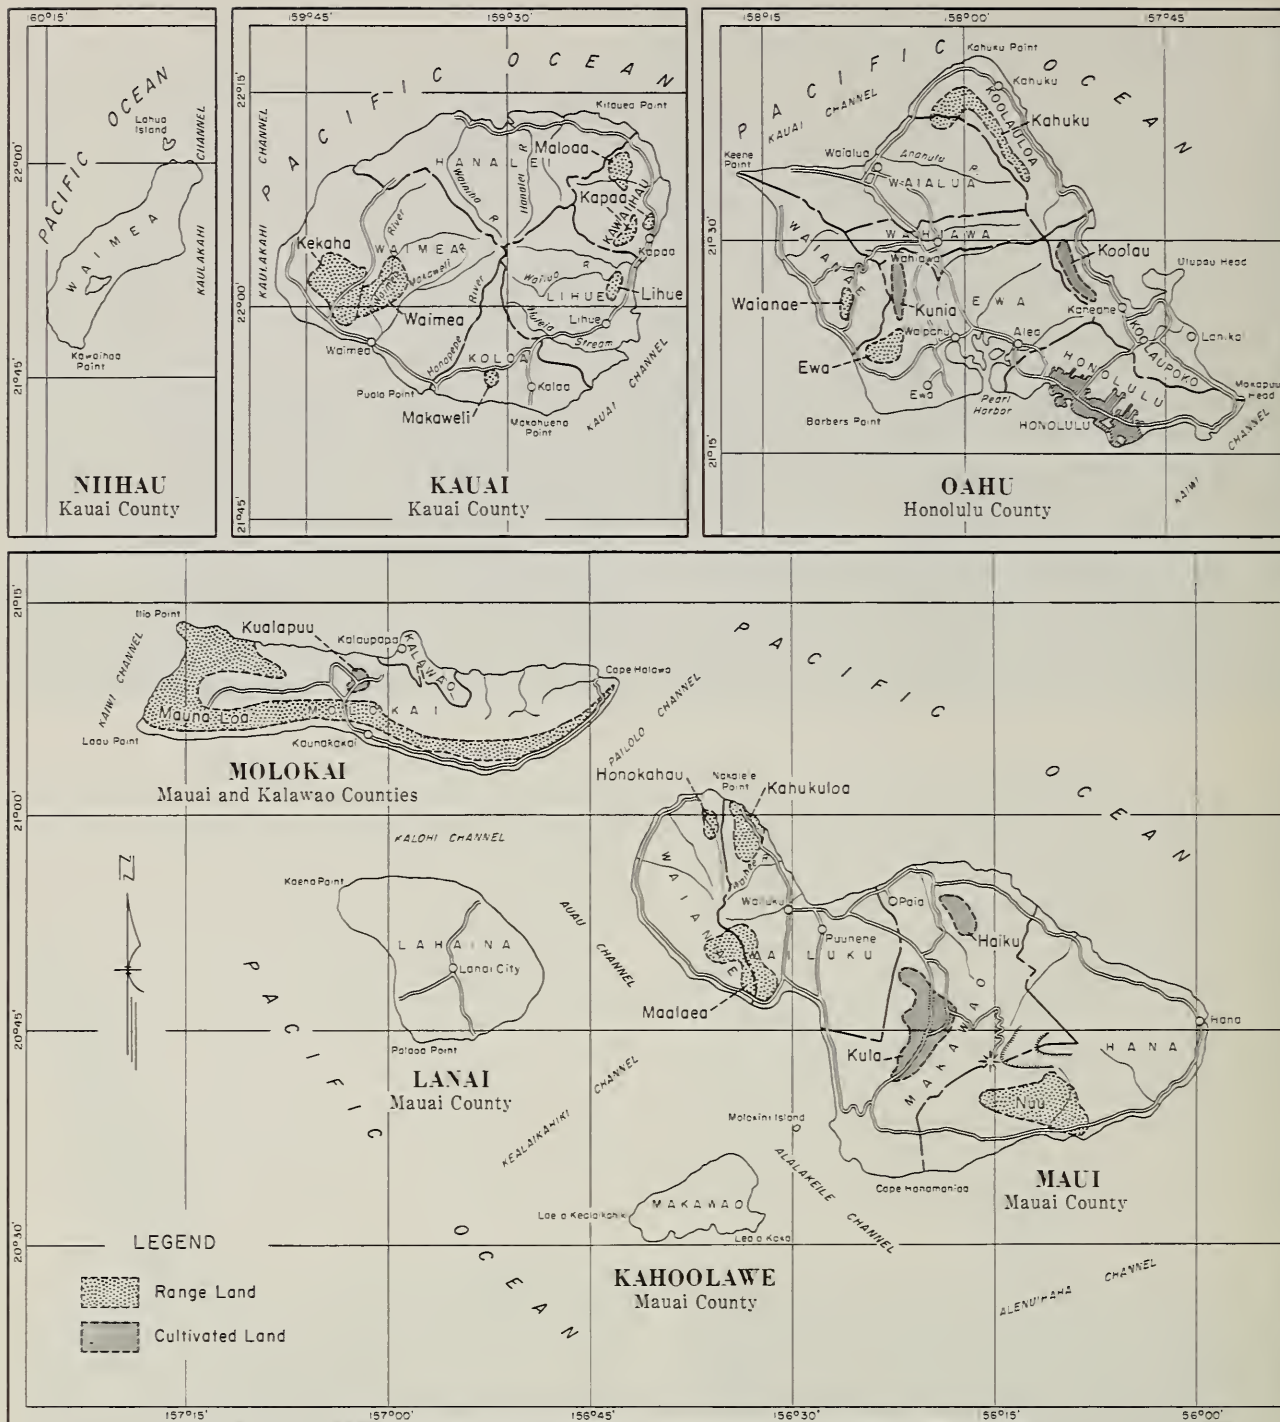 160°15'
PACIFIC OCEAN
Lahua
Island
22°00'
WAIMEA
KAULAKAHI CHANNEL
Kawaihoa
Point
21°45'
NIIHAU
Kauai County
159°45'
159°30'
PACIFIC OCEAN
22°15'
KAULAKAHI CHANNEL
Kilauea Point
HANALEI
Maloaa
Wainiha R
Hanalei R
Kapaa
KAWAIHAU
Kapaa
River
Kekaha
WAIMEA
Makaweli R
Waimea
Wailua R
LIHUE
Lihue
22°00'
Waimea
Lihue
Huleia
Stream
Hanapepe River
KOLOA
Puolo Point
Koloa
Makaweli
Makahuena
Point
KAUAI CHANNEL
21°45'
KAUAI
Kauai County
158°15'
158°00'
157°45'
PACIFIC OCEAN
KAUAI CHANNEL
Kahuku Point
Kahuku
KOOLAULOA
Kahuku
Keene
Point
Waialua
Anahulu R.
WAIALUA
21°30'
WAIANAE
WAHIAWA
Wahiawa
Koolau
Ulupau Head
Waianae
Kunia
EWA
Kaneohe
Waipahu
Aiea
Lanikai
KOOLAUPOKO
Ewa
HONOLULU
Makapuu
Head
Ewa
Pearl
Harbor
Barbers Point
HONOLULU
21°15'
KAIWI CHANNEL
OAHU
Honolulu County
21°15'
Ilio Point
Kualapuu
Kalaupapa
KALAWAO
KAIWI CHANNEL
Cape Halawa
Mauna Loa
MOLOKAI
Laau Point
Kaunakakai
PAILOLO CHANNEL
MOLOKAI
Mauai and Kalawao Counties
PACIFIC OCEAN
21°00'
KALOHI CHANNEL
Honokahau
Nakalele
Point
Kahukuloa
Waihee R
Kaena Point
WAIANAE
Wailuku
Paia
LAHAINA
AUAU CHANNEL
Puunene
Haiku
Lanai City
WAILUKU
Maalaea
20°45'
Hana
Palaoa Point
Kula
MAKAWAO
HANA
LANAI
Mauai County
Nuu
PACIFIC OCEAN
KEALAIKAHIKI CHANNEL
Molokini Island
ALALAKEILE CHANNEL
Cape Hanamanioa
MAUI
Mauai County
MAKAWAO
Lae o Kealaikahiki
20°30'
KAHOOLAWE
Mauai County
ALENUIHAHA CHANNEL
LEGEND
Range Land
Cultivated Land
157°15'
157°00'
156°45'
156°30'
156°15'
156°00'